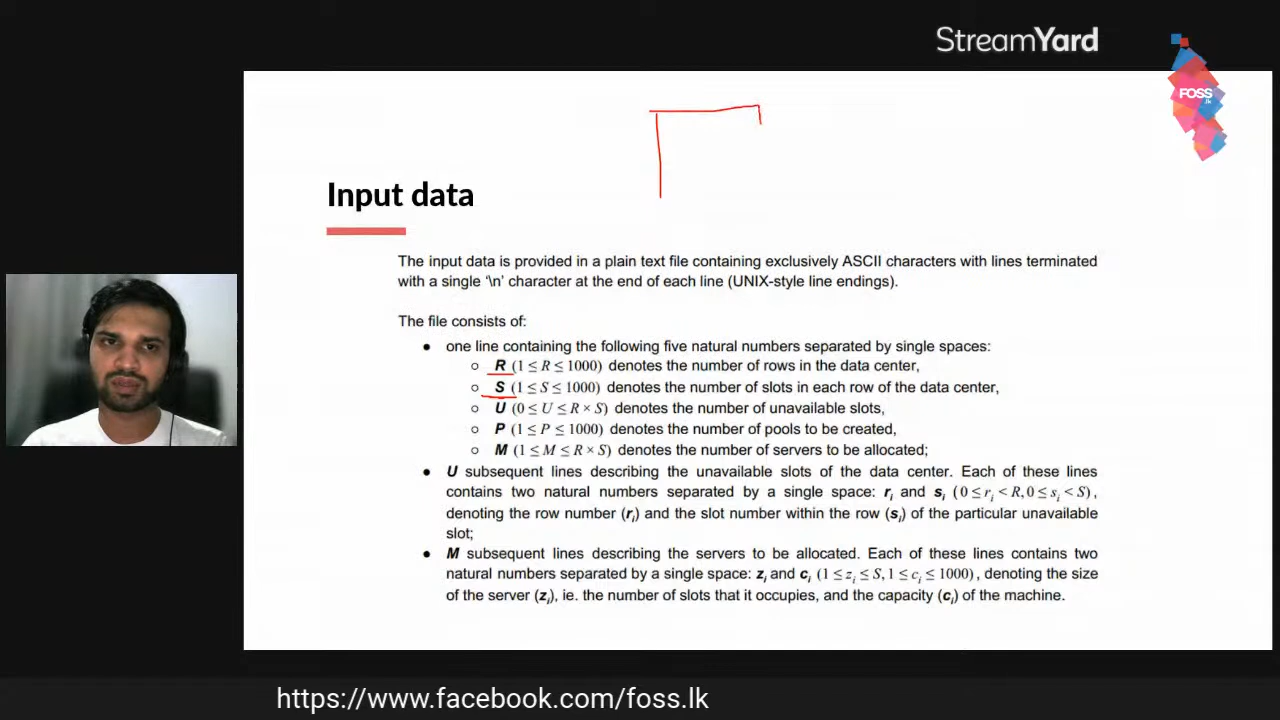 StreamYard
FOSS
.lk
Input data
The input data is provided in a plain text file containing exclusively ASCII characters with lines terminated
with a single '\n' character at the end of each line (UNIX-style line endings).
The file consists of:
● one line containing the following five natural numbers separated by single spaces:
○ R (1 ≤ R ≤ 1000) denotes the number of rows in the data center,
○ S (1 ≤ S ≤ 1000) denotes the number of slots in each row of the data center,
○ U (0 ≤ U ≤ R × S) denotes the number of unavailable slots,
○ P (1 ≤ P ≤ 1000) denotes the number of pools to be created,
○ M (1 ≤ M ≤ R × S) denotes the number of servers to be allocated;
● U subsequent lines describing the unavailable slots of the data center. Each of these lines
contains two natural numbers separated by a single space: rᵢ and sᵢ (0 ≤ rᵢ < R, 0 ≤ sᵢ < S),
denoting the row number (rᵢ) and the slot number within the row (sᵢ) of the particular unavailable
slot;
● M subsequent lines describing the servers to be allocated. Each of these lines contains two
natural numbers separated by a single space: zᵢ and cᵢ (1 ≤ zᵢ ≤ S, 1 ≤ cᵢ ≤ 1000), denoting the size
of the server (zᵢ), ie. the number of slots that it occupies, and the capacity (cᵢ) of the machine.
https://www.facebook.com/foss.lk